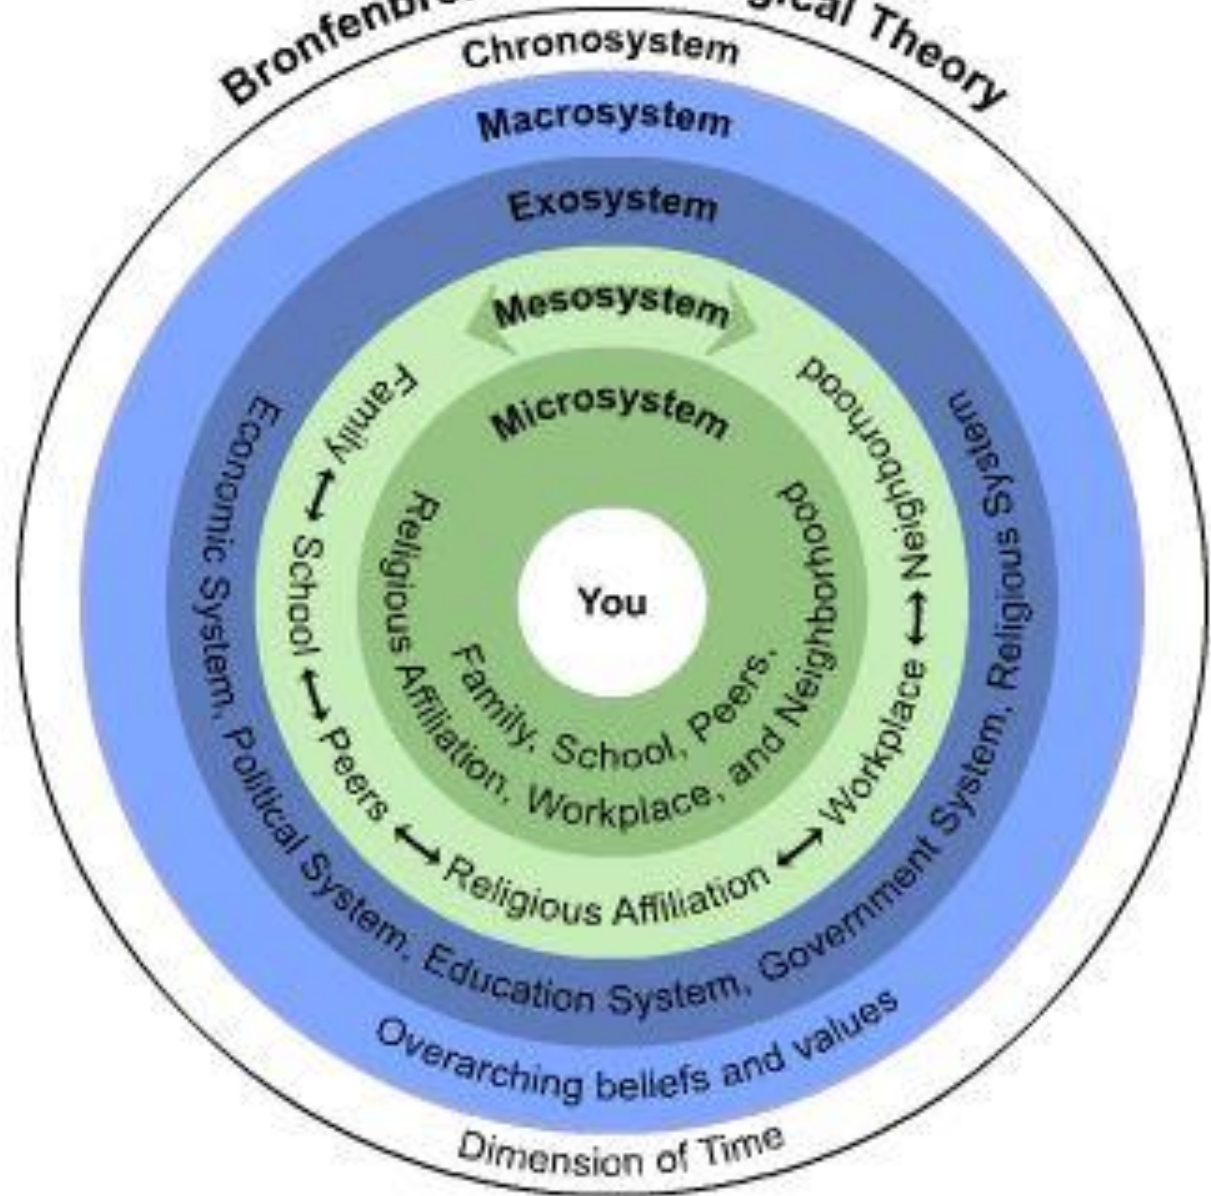 Bronfenbr
gical Theory
Chronosystem
Macrosystem
Exosystem
Mesosystem
Family ↔ School ↔ Peers ↔ Religious Affiliation ↔ Workplace ↔ Neighborhood
Microsystem
You
Family, School, Peers,
Religious Affiliation, Workplace, and Neighborhood
Economic System, Political System, Education System, Government System, Religious System
Overarching beliefs and values
Dimension of Time